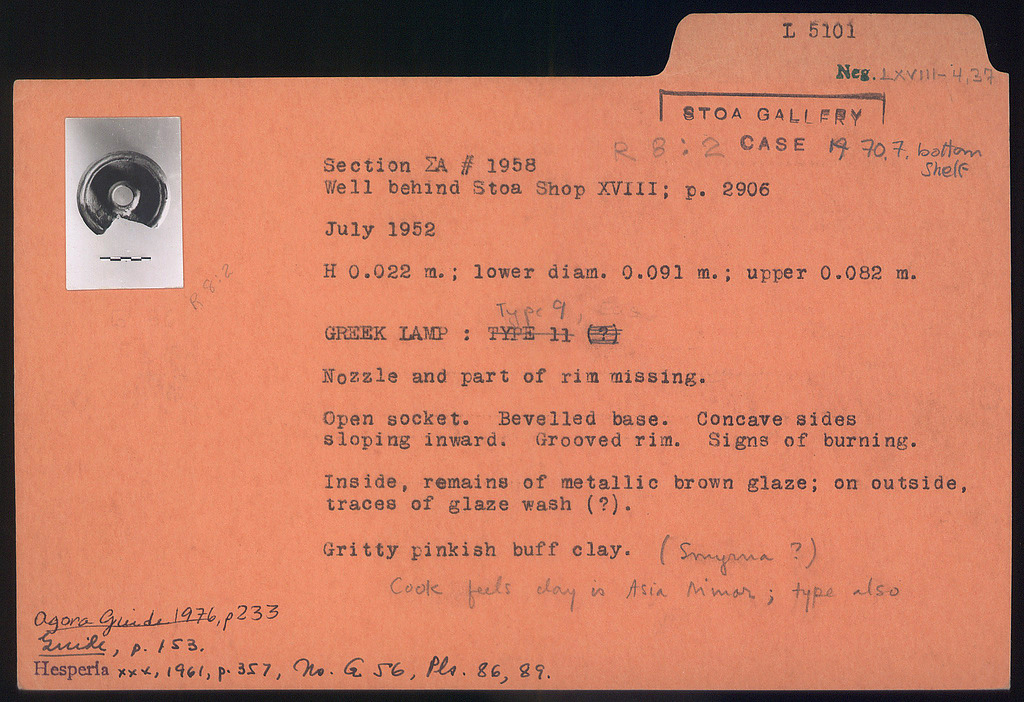 L 5101
Neg. LXVIII-4,37
STOA GALLERY
R 8:2 CASE 70,7, bottom
shelf
Section ΣA # 1958
Well behind Stoa Shop XVIII; p. 2906
July 1952
H 0.022 m.; lower diam. 0.091 m.; upper 0.082 m.
R 8:2
Type 9,
GREEK LAMP : TYPE 11 (?)
Nozzle and part of rim missing.
Open socket. Bevelled base. Concave sides
sloping inward. Grooved rim. Signs of burning.
Inside, remains of metallic brown glaze; on outside,
traces of glaze wash (?).
Gritty pinkish buff clay. (Smyrna ?)
Cook feels clay is Asia Minor; type also
Agora Guide 1976, p 233
Guide, p. 153.
Hesperia xxx, 1961, p. 357, No. G 56, Pls. 86, 89.